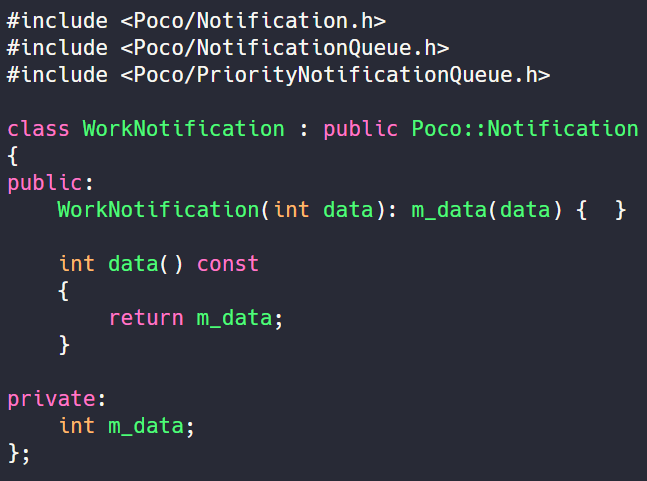 #include <Poco/Notification.h>
#include <Poco/NotificationQueue.h>
#include <Poco/PriorityNotificationQueue.h>

class WorkNotification : public Poco::Notification
{
public:
    WorkNotification(int data): m_data(data) {  }

    int data() const
    {
        return m_data;
    }

private:
    int m_data;
};